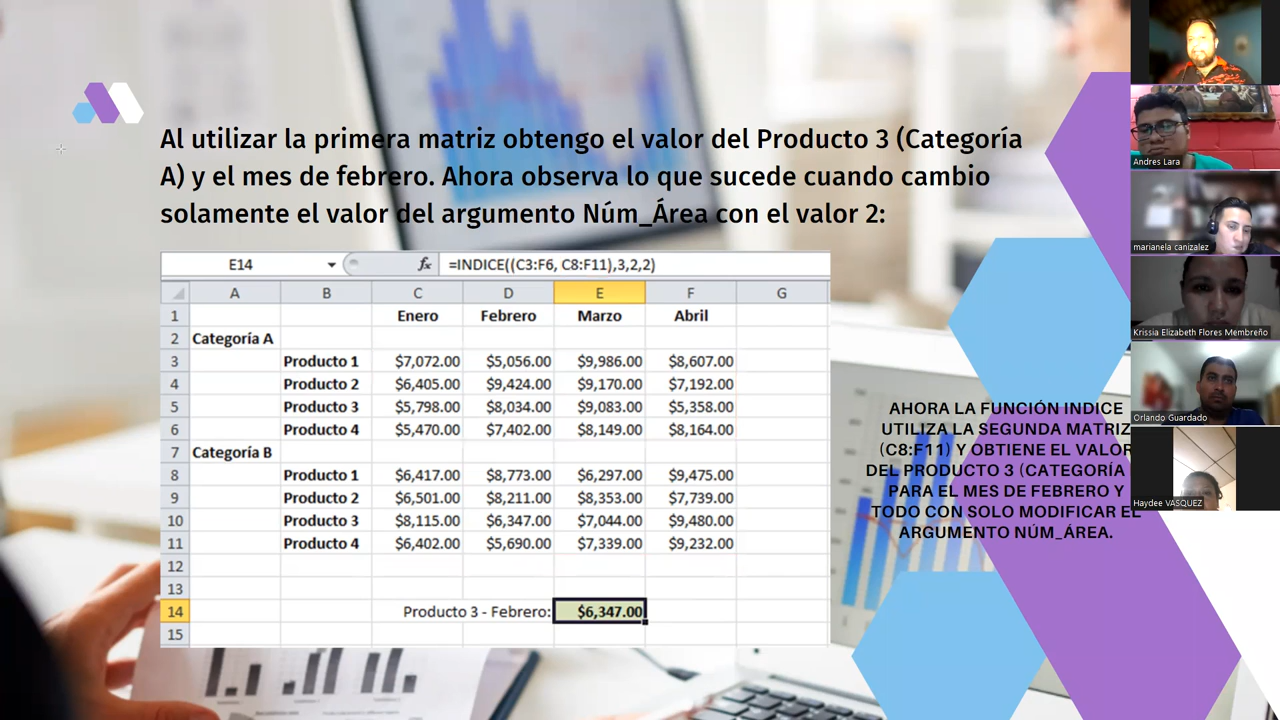 Al utilizar la primera matriz obtengo el valor del Producto 3 (Categoría
A) y el mes de febrero. Ahora observa lo que sucede cuando cambio
solamente el valor del argumento Núm_Área con el valor 2:
E14 fx =INDICE((C3:F6, C8:F11),3,2,2)
A B C D E F G
1 Enero Febrero Marzo Abril
2 Categoría A
3 Producto 1 $7,072.00 $5,056.00 $9,986.00 $8,607.00
4 Producto 2 $6,405.00 $9,424.00 $9,170.00 $7,192.00
5 Producto 3 $5,798.00 $8,034.00 $9,083.00 $5,358.00
6 Producto 4 $5,470.00 $7,402.00 $8,149.00 $8,164.00
7 Categoría B
8 Producto 1 $6,417.00 $8,773.00 $6,297.00 $9,475.00
9 Producto 2 $6,501.00 $8,211.00 $8,353.00 $7,739.00
10 Producto 3 $8,115.00 $6,347.00 $7,044.00 $9,480.00
11 Producto 4 $6,402.00 $5,690.00 $7,339.00 $9,232.00
12
13
14 Producto 3 - Febrero: $6,347.00
15
AHORA LA FUNCIÓN INDICE
UTILIZA LA SEGUNDA MATRIZ
(C8:F11) Y OBTIENE EL VALOR
DEL PRODUCTO 3 (CATEGORÍA
PARA EL MES DE FEBRERO Y
TODO CON SOLO MODIFICAR EL
ARGUMENTO NÚM_ÁREA.
Andres Lara
marianela canizalez
Krissia Elizabeth Flores Membreño
Orlando Guardado
Haydee VASQUEZ